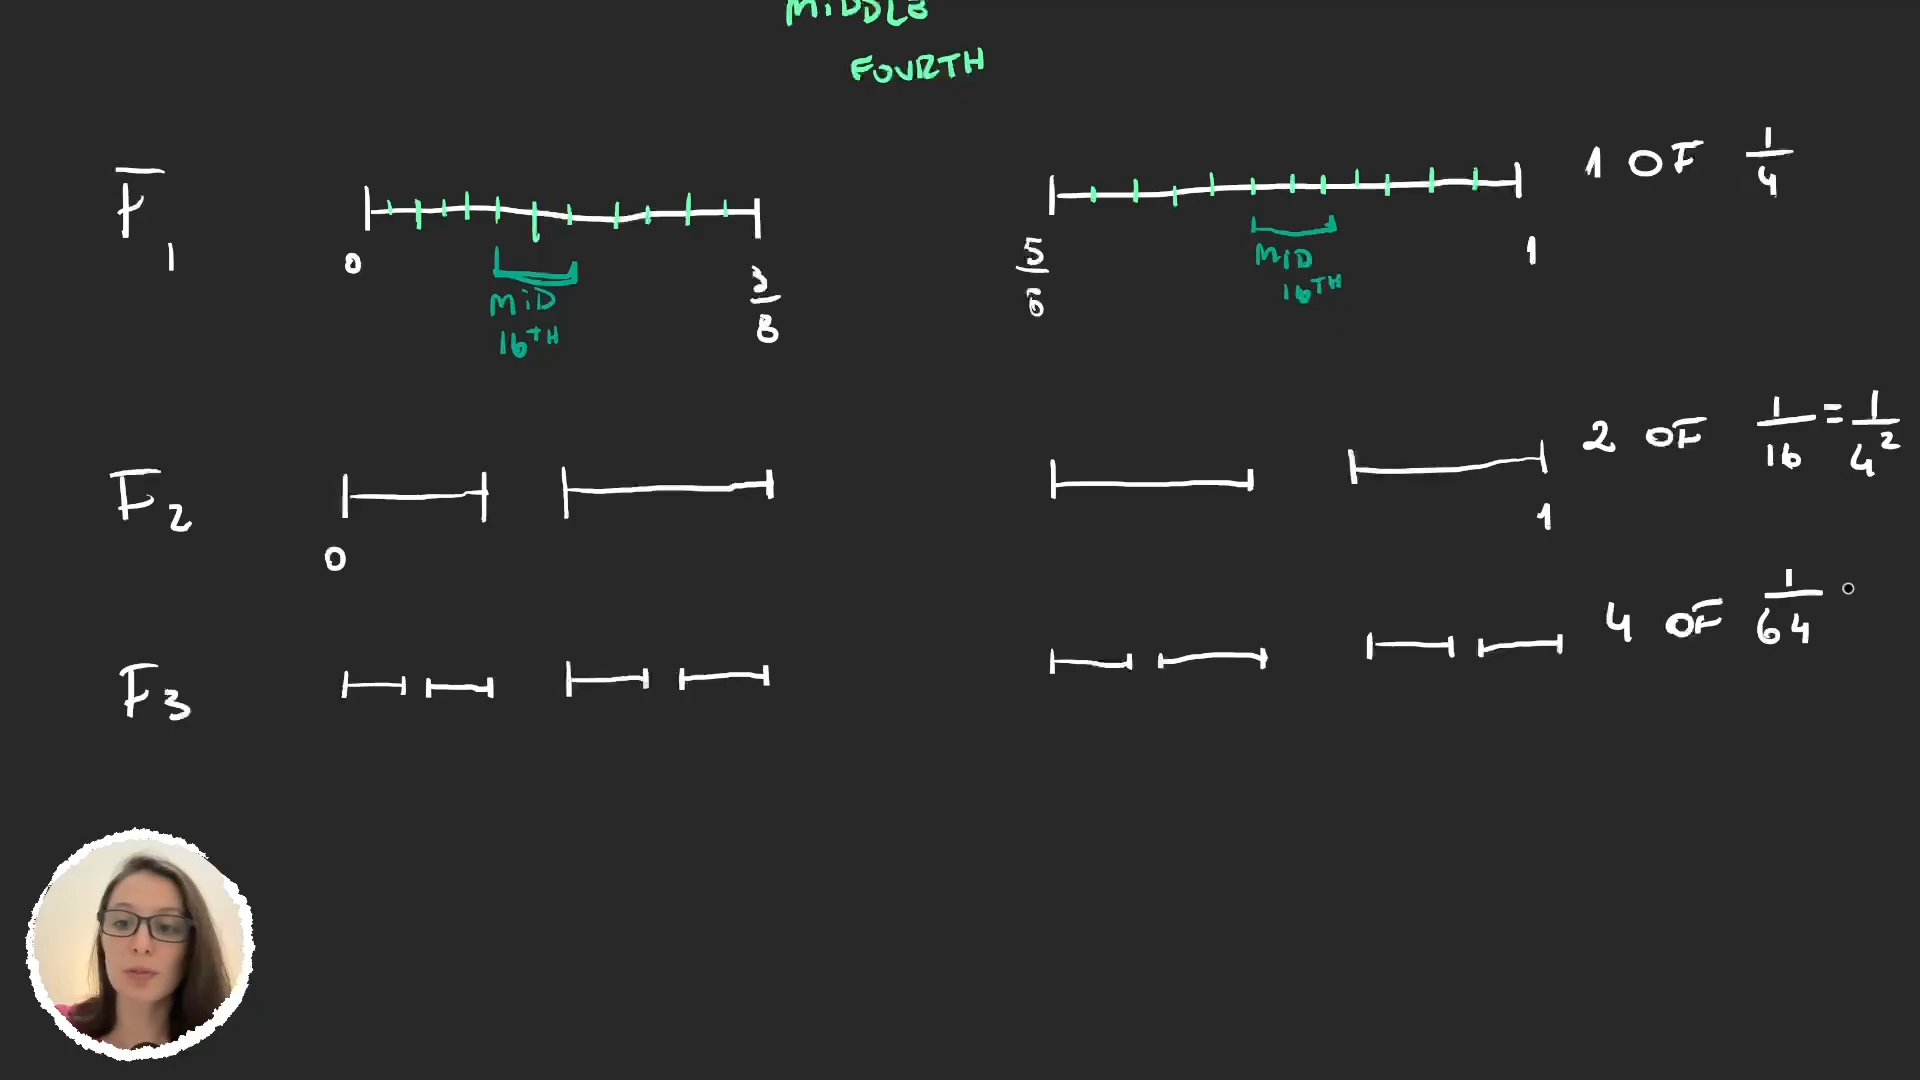 MIDDLE
FOURTH
F1
0
3/8
MID
16TH
5/8
1
MID
16TH
1 OF 1/4
F2
0
1
2 OF 1/16 = 1/4²
F3
4 OF 1/64